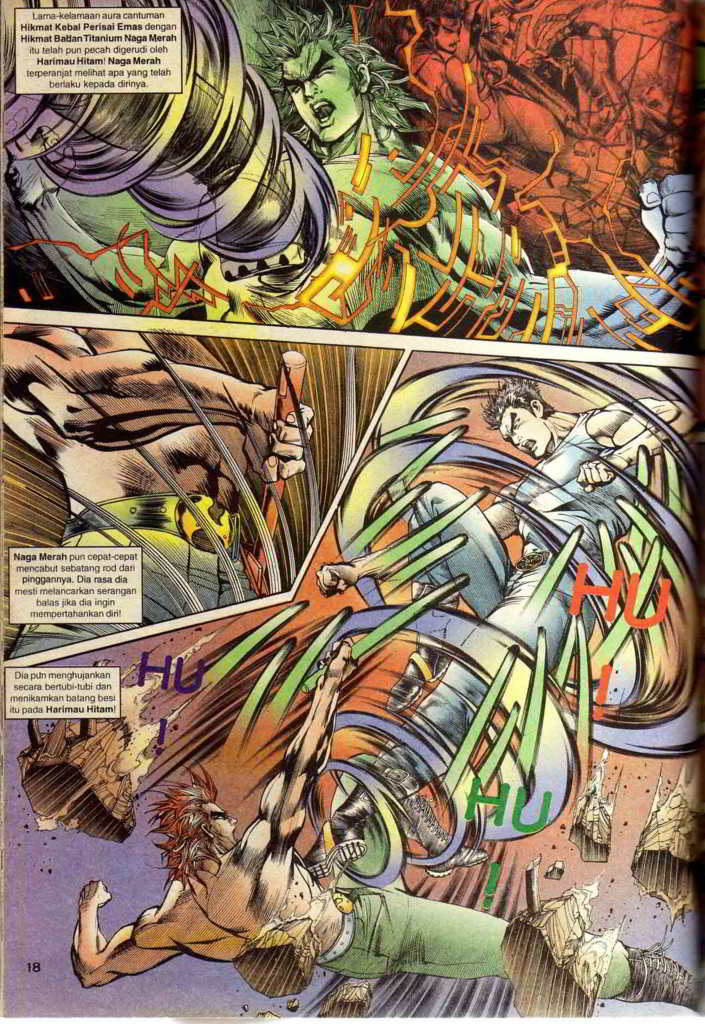 Lama-kelamaan aura cantuman
Hikmat Kebal Perisai Emas dengan
Hikmat Badan Titanium Naga Merah
itu telah pun pecah digerudi oleh
Harimau Hitam! Naga Merah
terperanjat melihat apa yang telah
berlaku kepada dirinya.
Naga Merah pun cepat-cepat
mencabut sebatang rod dari
pinggannya. Dia rasa dia
mesti melancarkan serangan
balas jika dia ingin
mempertahankan diri!
HU
!
Dia pun menghujankan
secara bertubi-tubi dan
menikamkan batang besi
itu pada Harimau Hitam!
HU
!
HU
!
18